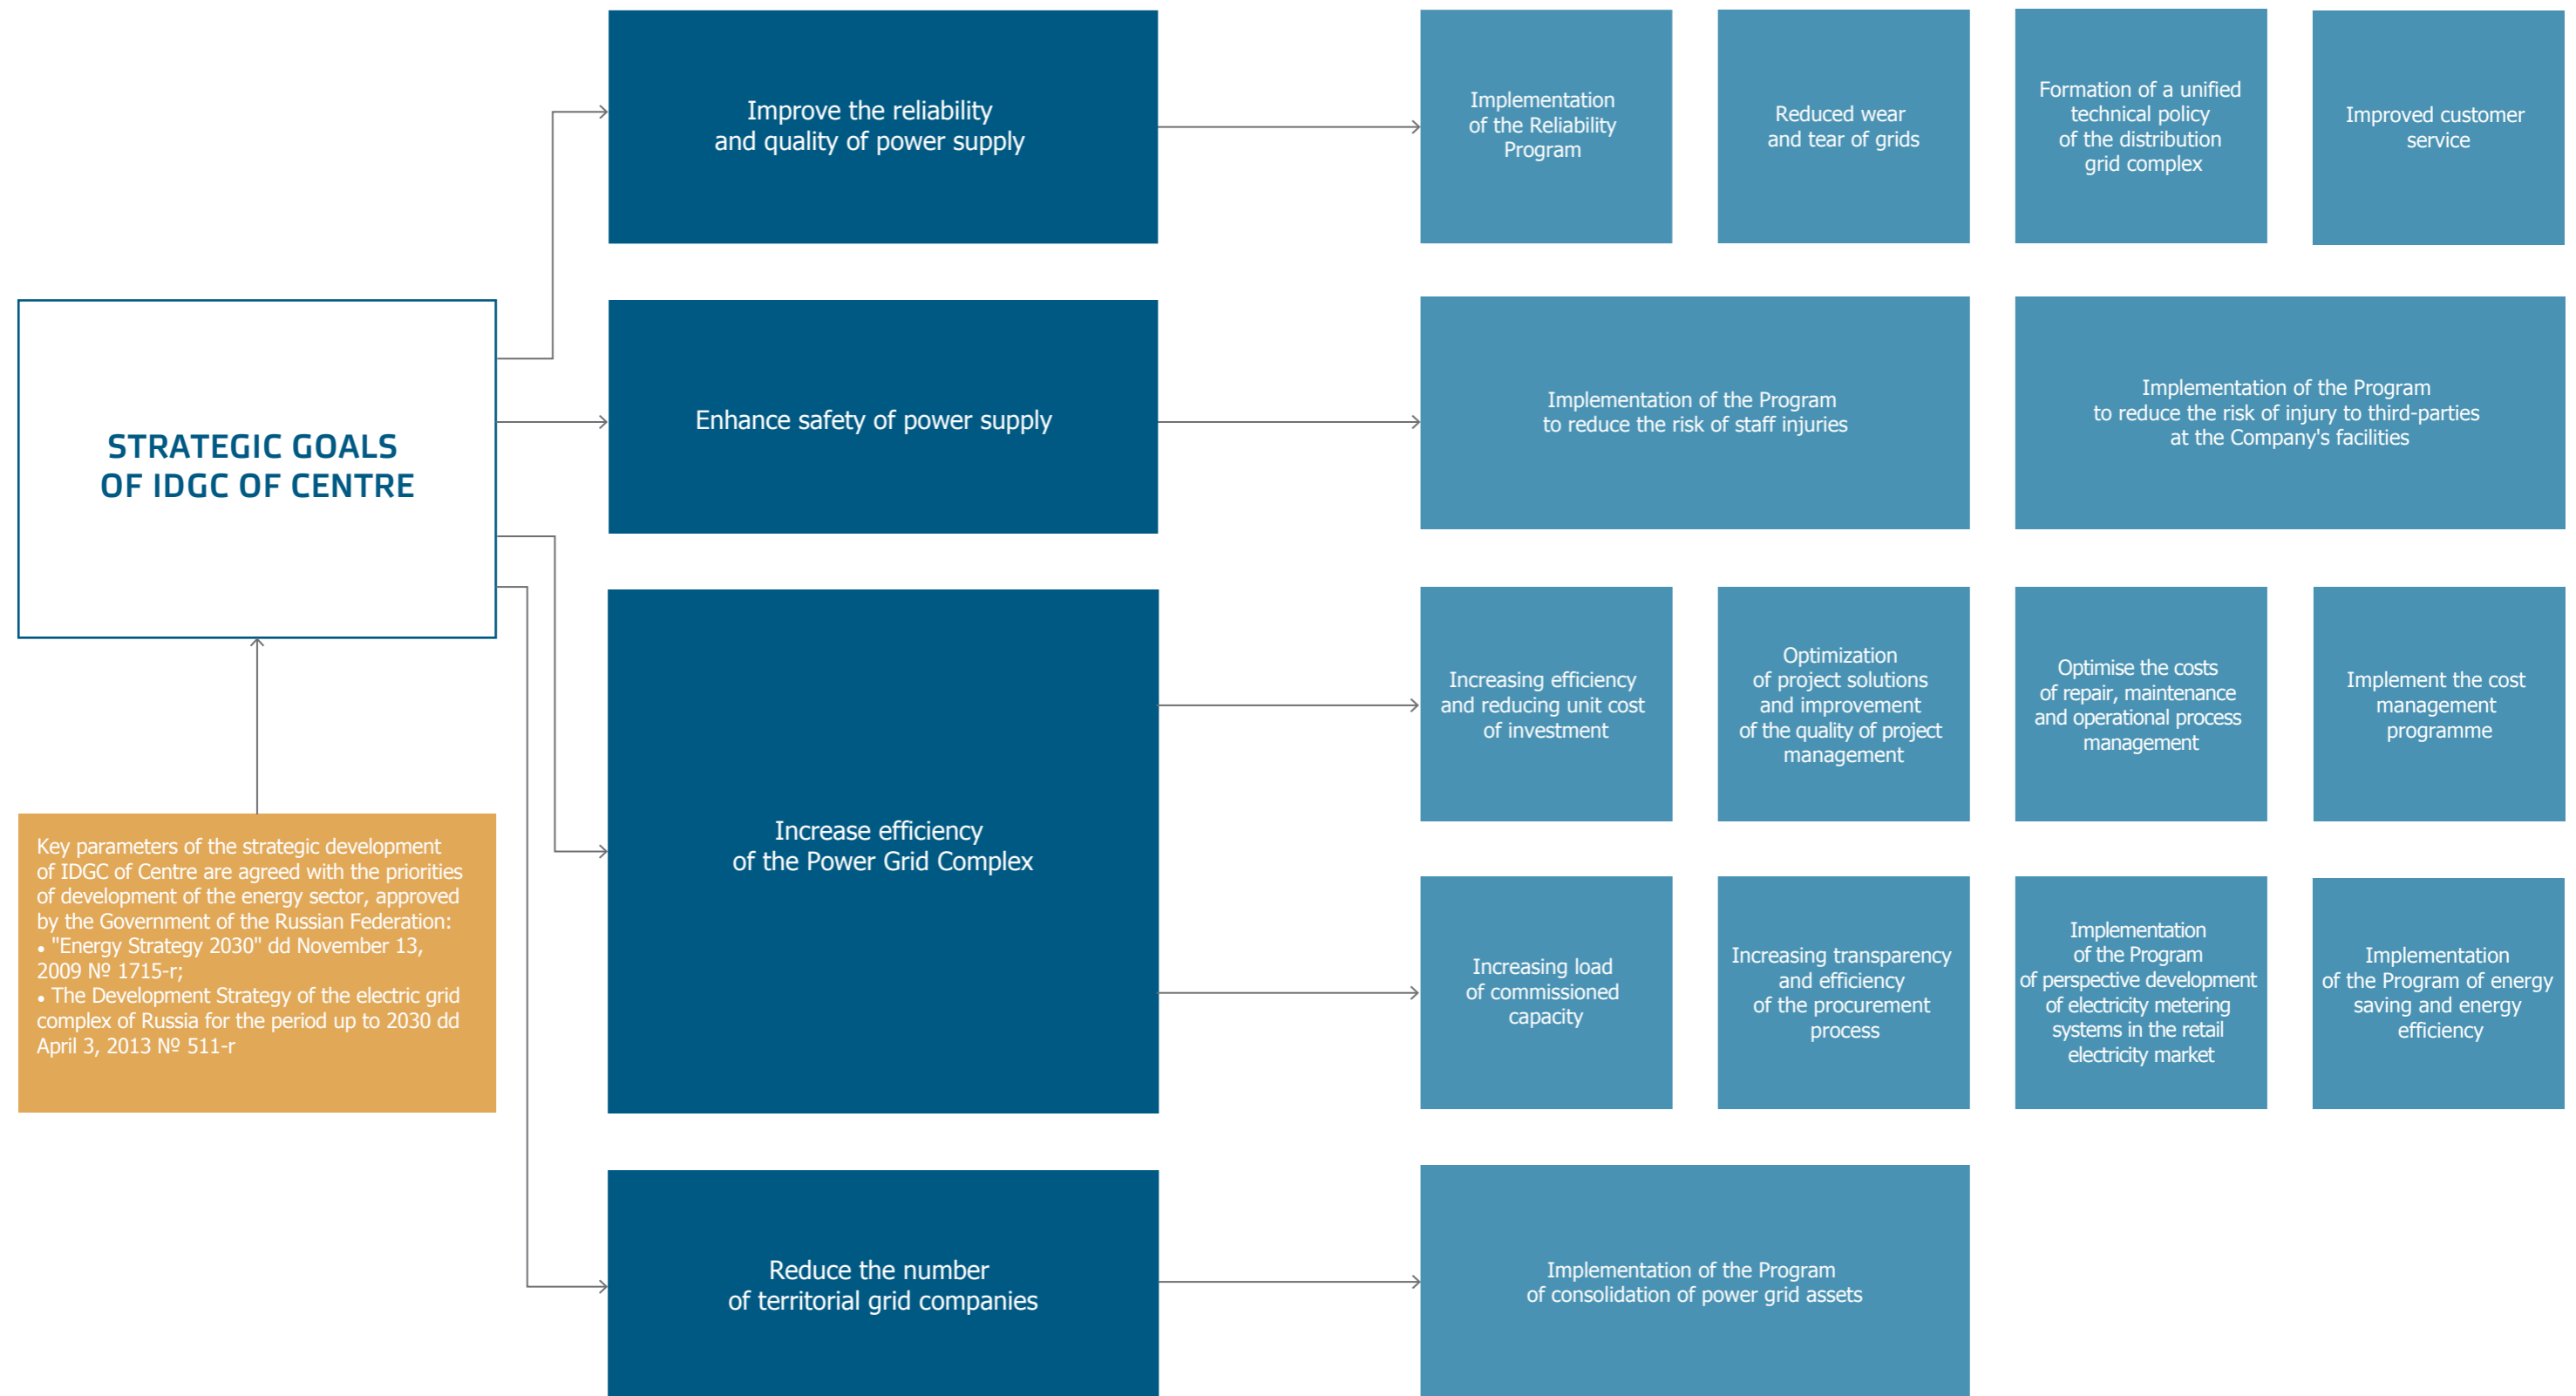 STRATEGIC GOALS
OF IDGC OF CENTRE
Key parameters of the strategic development
of IDGC of Centre are agreed with the priorities
of development of the energy sector, approved
by the Government of the Russian Federation:
• "Energy Strategy 2030" dd November 13,
2009 № 1715-r;
• The Development Strategy of the electric grid
complex of Russia for the period up to 2030 dd
April 3, 2013 № 511-r
Improve the reliability
and quality of power supply
Implementation
of the Reliability
Program
Reduced wear
and tear of grids
Formation of a unified
technical policy
of the distribution
grid complex
Improved customer
service
Enhance safety of power supply
Implementation of the Program
to reduce the risk of staff injuries
Implementation of the Program
to reduce the risk of injury to third-parties
at the Company's facilities
Increase efficiency
of the Power Grid Complex
Increasing efficiency
and reducing unit cost
of investment
Optimization
of project solutions
and improvement
of the quality of project
management
Optimise the costs
of repair, maintenance
and operational process
management
Implement the cost
management
programme
Increasing load
of commissioned
capacity
Increasing transparency
and efficiency
of the procurement
process
Implementation
of the Program
of perspective development
of electricity metering
systems in the retail
electricity market
Implementation
of the Program of energy
saving and energy
efficiency
Reduce the number
of territorial grid companies
Implementation of the Program
of consolidation of power grid assets